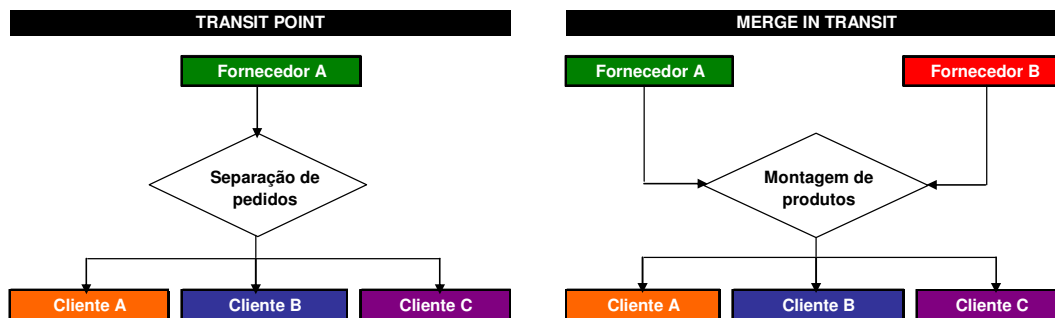 TRANSIT POINT
Fornecedor A
Separação de
pedidos
Cliente A
Cliente B
Cliente C
MERGE IN TRANSIT
Fornecedor A
Fornecedor B
Montagem de
produtos
Cliente A
Cliente B
Cliente C